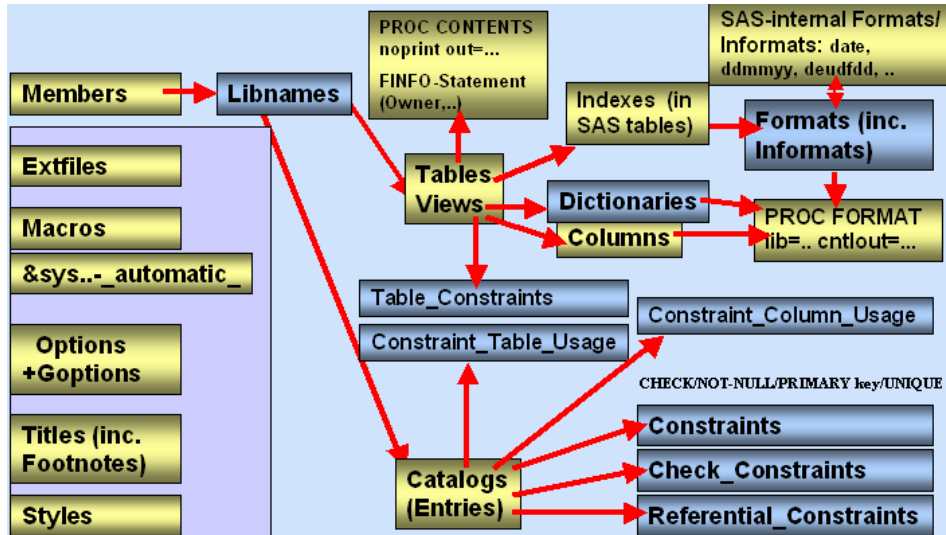 PROC CONTENTS
noprint out=...
FINFO-Statement
(Owner,..)
SAS-internal Formats/
Informats: date,
ddmmyy, deudfdd, ..
Members
Libnames
Indexes (in
SAS tables)
Formats (inc.
Informats)
Extfiles
Tables
Views
Dictionaries
Columns
PROC FORMAT
lib=.. cntlout=...
Macros
&sys..-_automatic_
Table_Constraints
Constraint_Table_Usage
Constraint_Column_Usage
Options
+Goptions
CHECK/NOT-NULL/PRIMARY key/UNIQUE
Titles (inc.
Footnotes)
Constraints
Catalogs
(Entries)
Check_Constraints
Styles
Referential_Constraints